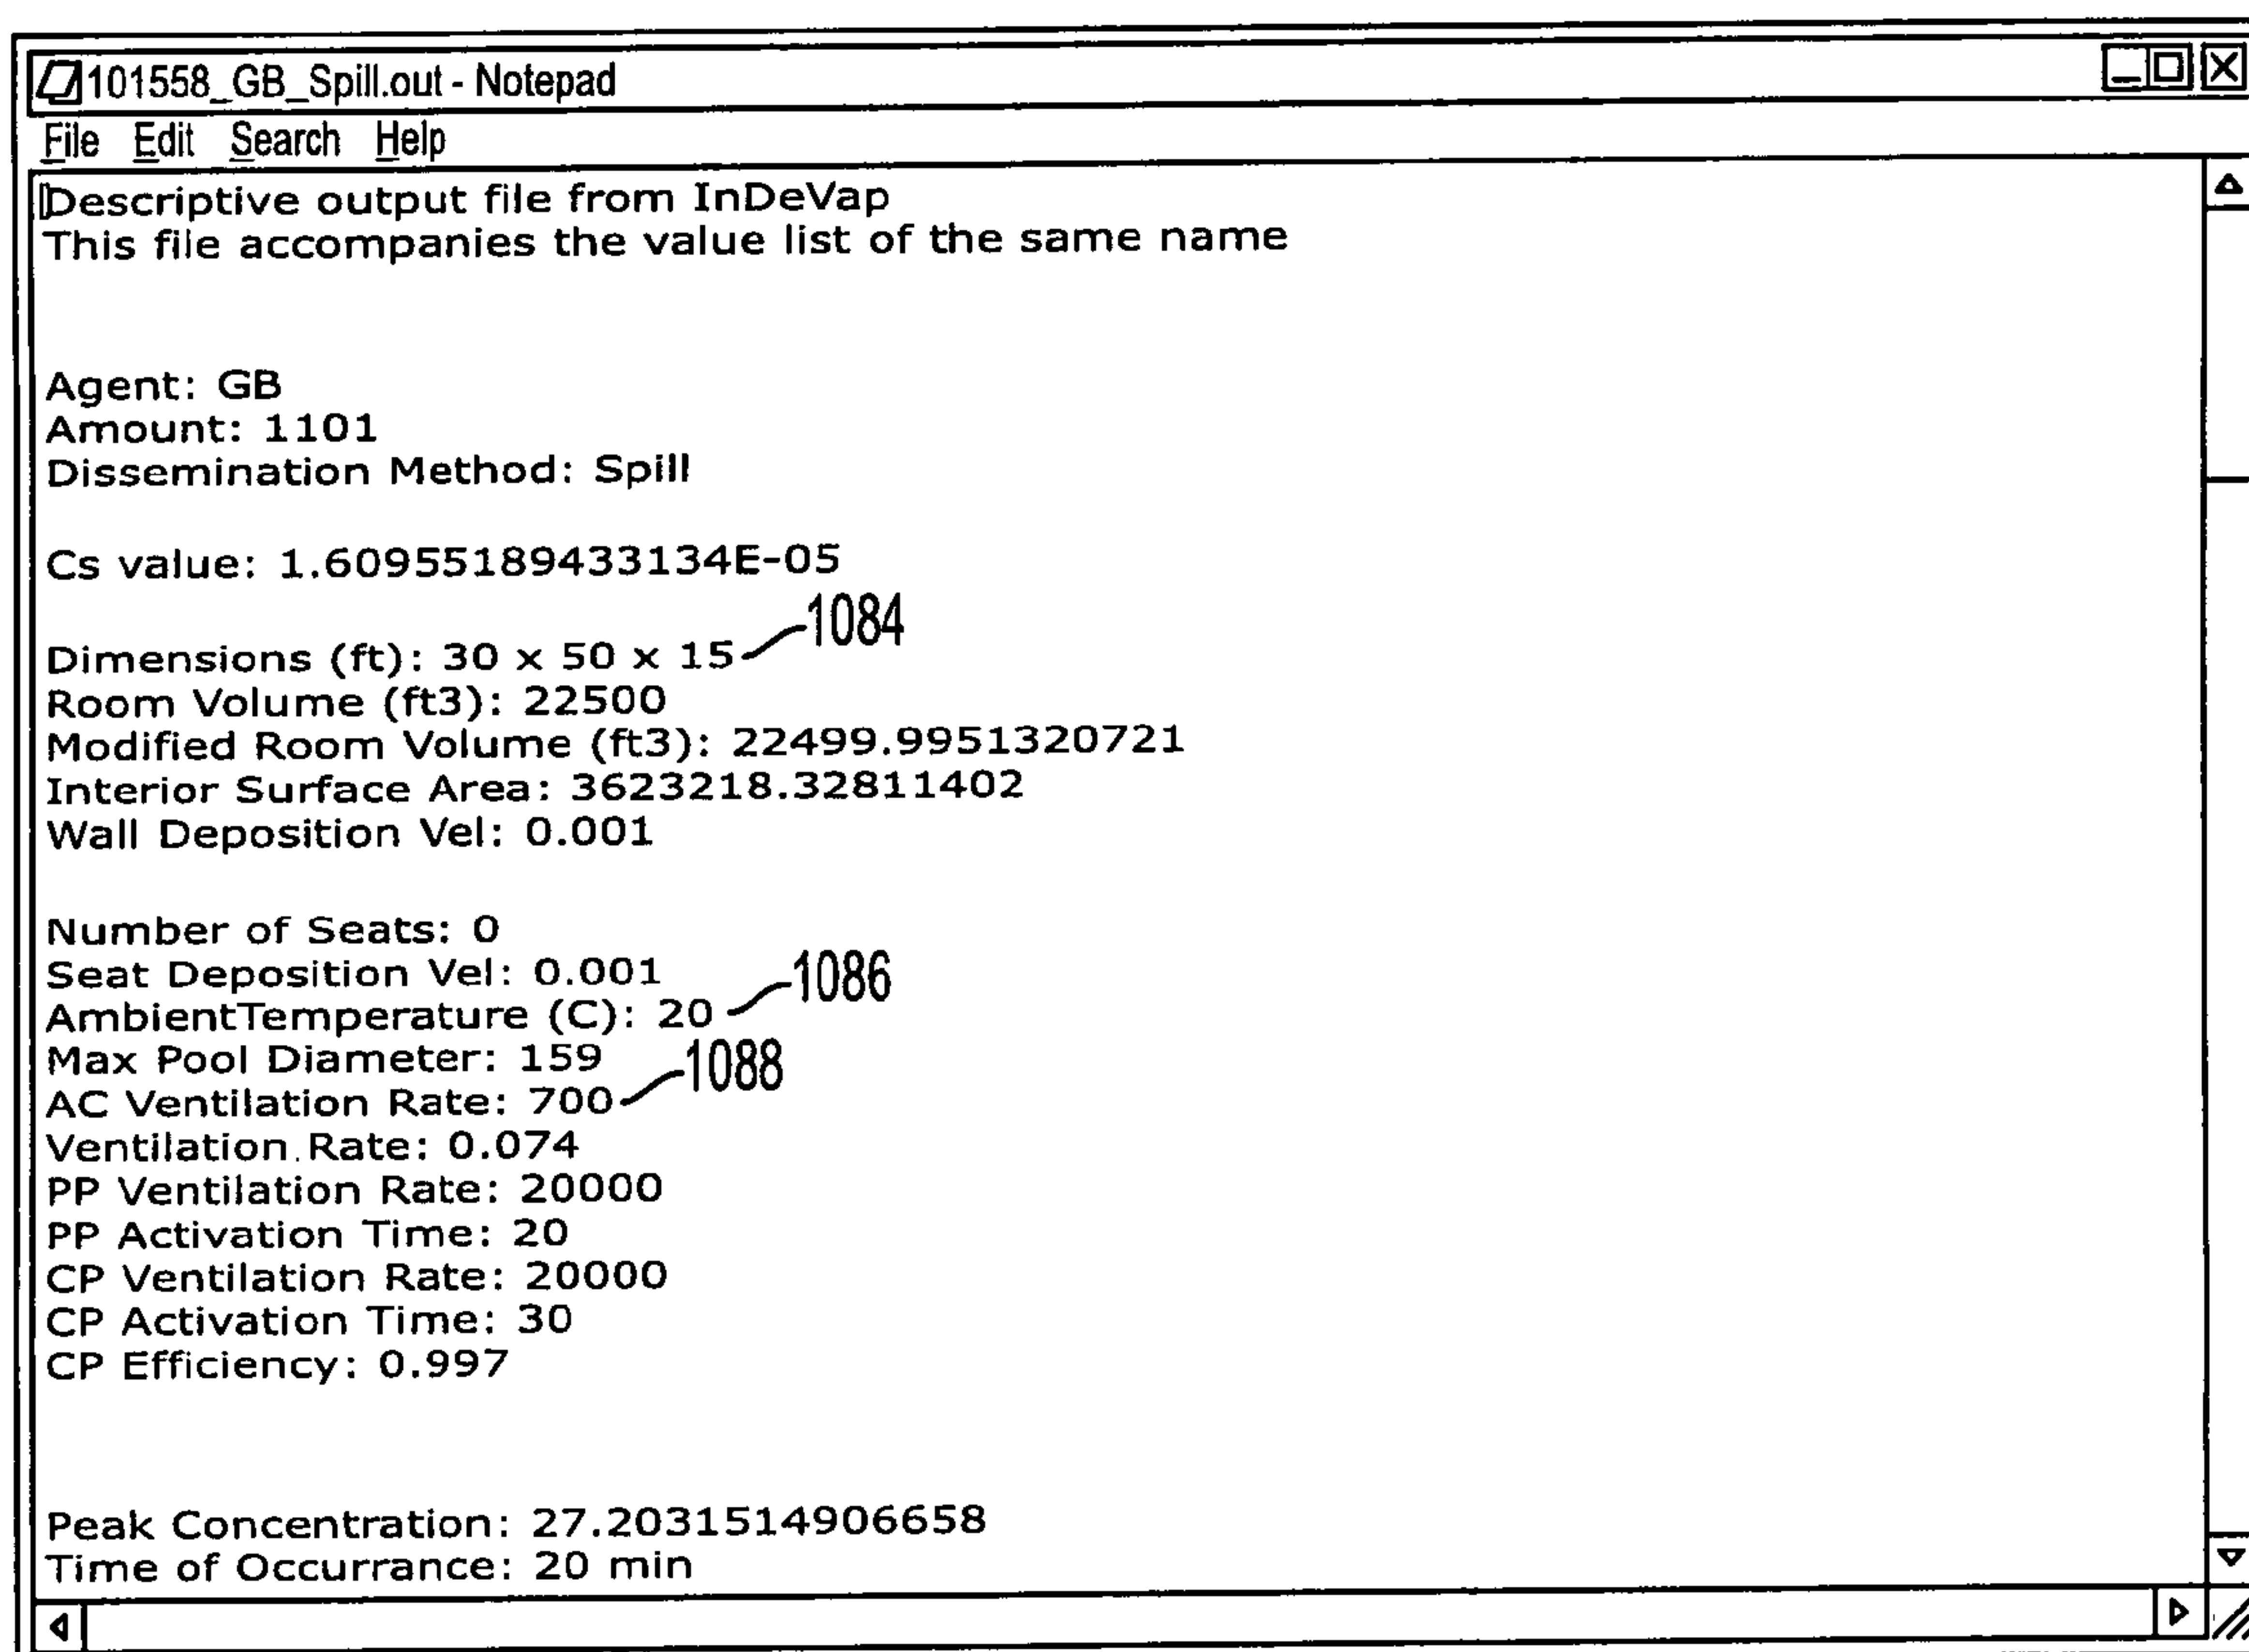 101558_GB_Spill.out - Notepad
File Edit Search Help
Descriptive output file from InDeVap
This file accompanies the value list of the same name
Agent: GB
Amount: 1101
Dissemination Method: Spill
Cs value: 1.60955189433134E-05
1084
Dimensions (ft): 30 x 50 x 15
Room Volume (ft3): 22500
Modified Room Volume (ft3): 22499.9951320721
Interior Surface Area: 3623218.32811402
Wall Deposition Vel: 0.001
Number of Seats: 0
Seat Deposition Vel: 0.001
1086
AmbientTemperature (C): 20
Max Pool Diameter: 159
1088
AC Ventilation Rate: 700
Ventilation Rate: 0.074
PP Ventilation Rate: 20000
PP Activation Time: 20
CP Ventilation Rate: 20000
CP Activation Time: 30
CP Efficiency: 0.997
Peak Concentration: 27.2031514906658
Time of Occurrance: 20 min